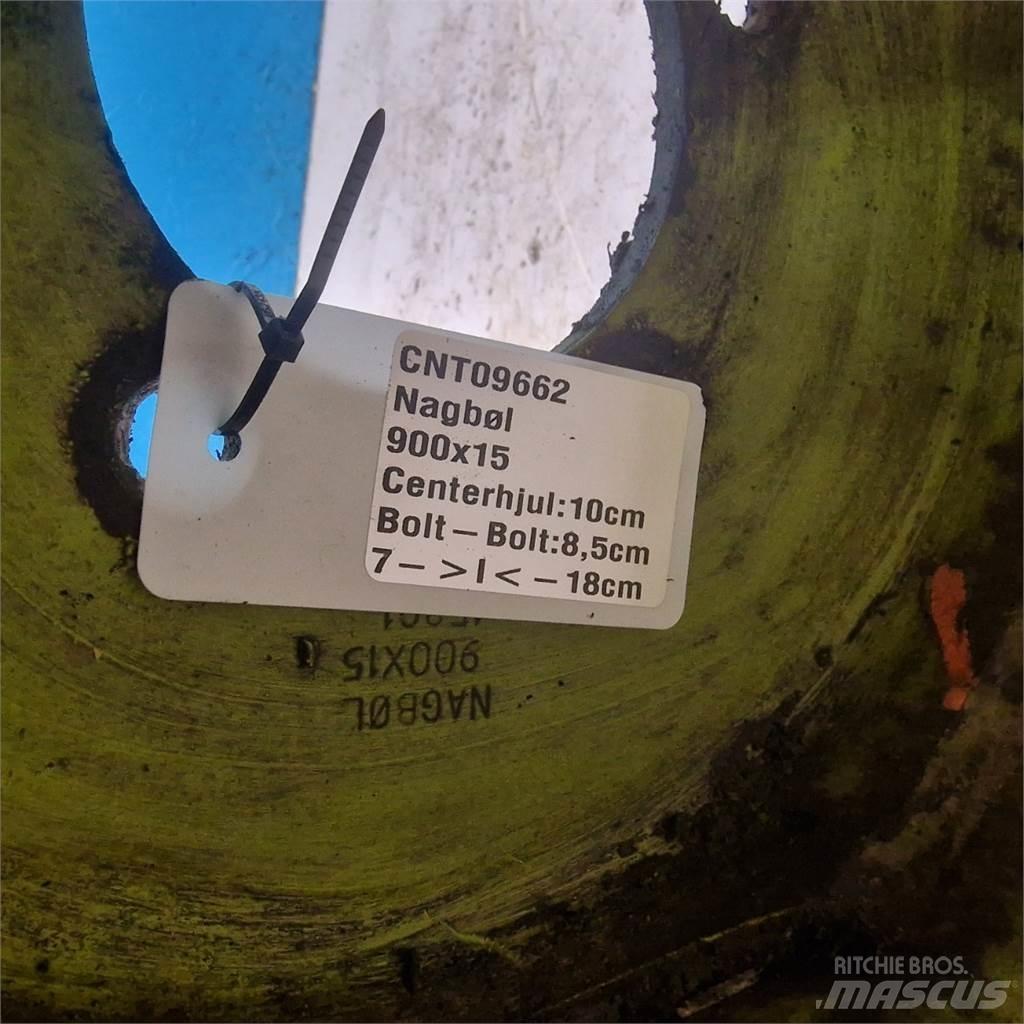 CNT09662
Nagbøl
900x15
Centerhjul:10cm
Bolt – Bolt:8,5cm
7 – > I < – 18cm
NAGBØL
900X15
RITCHIE BROS.
MASCUS